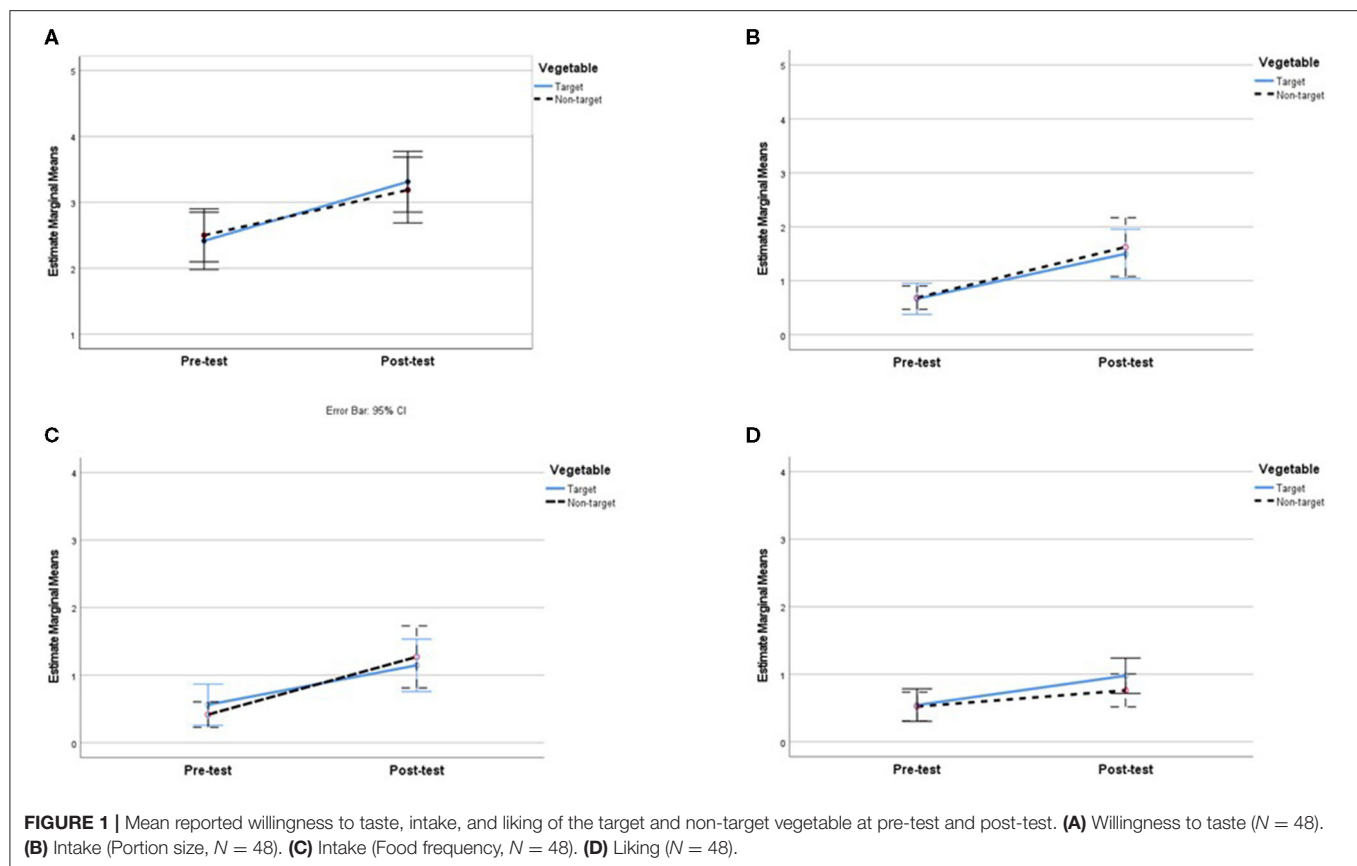 A
5
4
3
2
1
Estimate Marginal Means
Pre-test
Post-test
Vegetable
Target
Non-target
Error Bar: 95% CI
B
5
4
3
2
1
0
Estimate Marginal Means
Pre-test
Post-test
Vegetable
Target
Non-target
C
4
3
2
1
0
Estimate Marginal Means
Pre-test
Post-test
Vegetable
Target
Non-target
D
4
3
2
1
0
Estimate Marginal Means
Pre-test
Post-test
Vegetable
Target
Non-target
FIGURE 1 | Mean reported willingness to taste, intake, and liking of the target and non-target vegetable at pre-test and post-test. (A) Willingness to taste (N = 48).
(B) Intake (Portion size, N = 48). (C) Intake (Food frequency, N = 48). (D) Liking (N = 48).